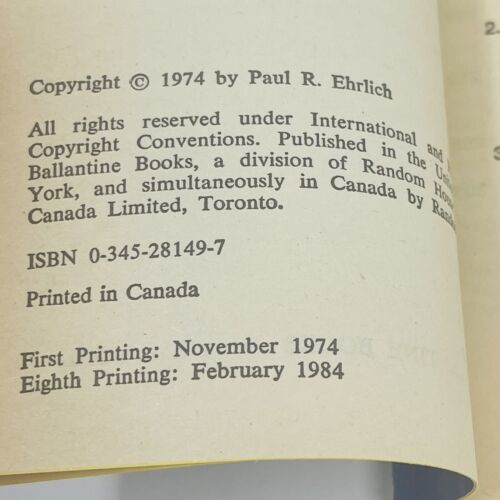 Copyright © 1974 by Paul R. Ehrlich
All rights reserved under International and
Copyright Conventions. Published in the
Ballantine Books, a division of Random
York, and simultaneously in Canada by
Canada Limited, Toronto.
ISBN 0-345-28149-7
Printed in Canada
First Printing: November 1974
Eighth Printing: February 1984
2.